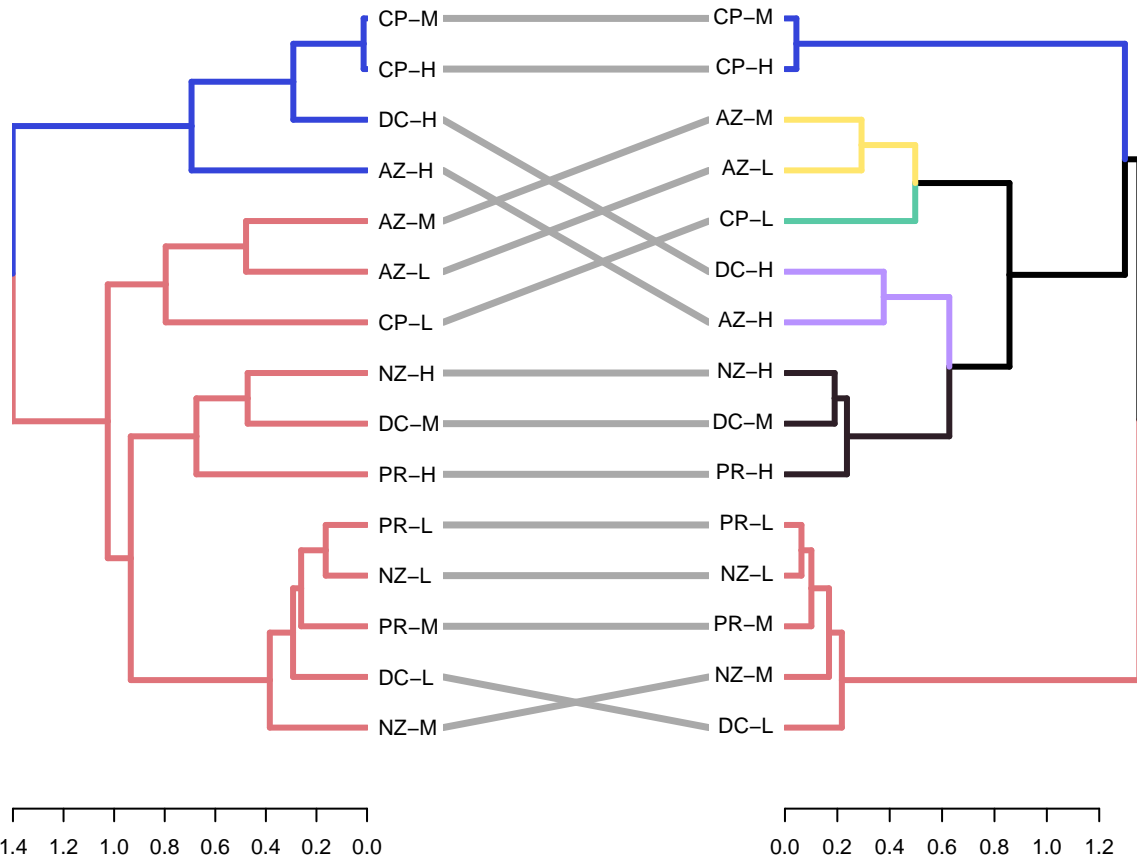 CP−M CP−M
CP−H CP−H
DC−H AZ−M
AZ−H AZ−L
AZ−M CP−L
AZ−L DC−H
CP−L AZ−H
NZ−H NZ−H
DC−M DC−M
PR−H PR−H
PR−L PR−L
NZ−L NZ−L
PR−M PR−M
DC−L NZ−M
NZ−M DC−L
1.4 1.2 1.0 0.8 0.6 0.4 0.2 0.0 0.0 0.2 0.4 0.6 0.8 1.0 1.2